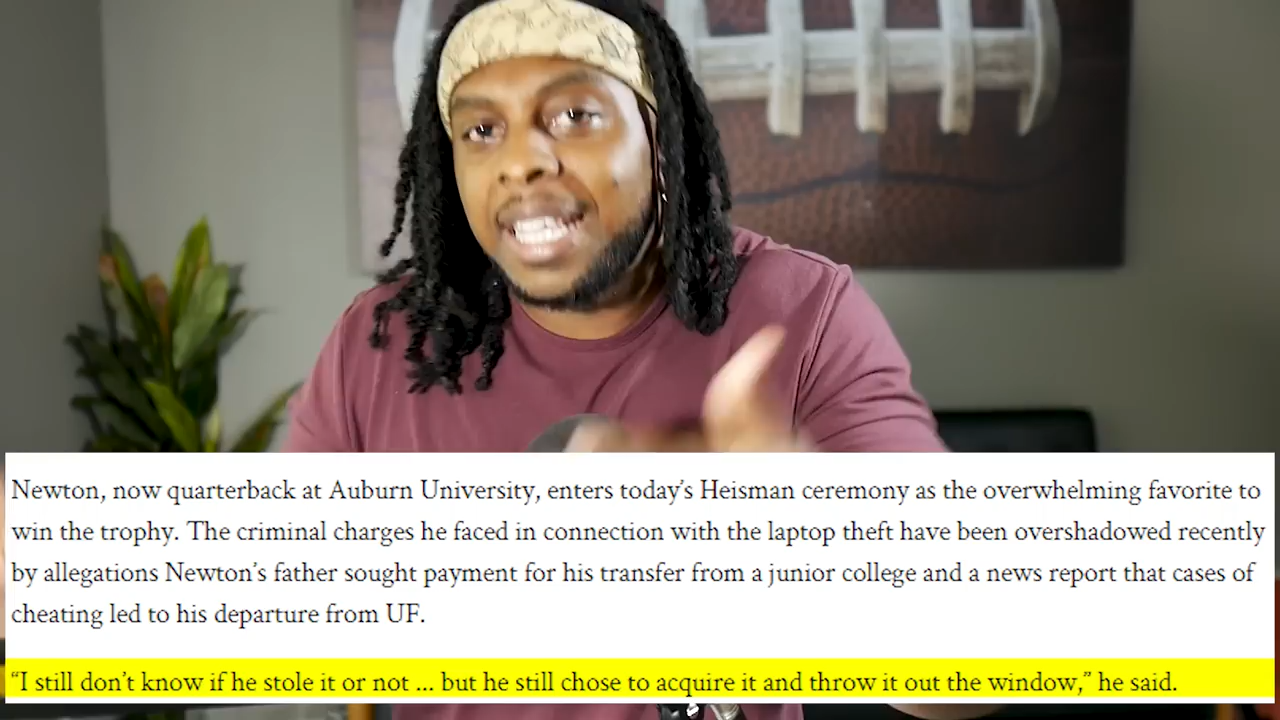 Newton, now quarterback at Auburn University, enters today’s Heisman ceremony as the overwhelming favorite to
win the trophy. The criminal charges he faced in connection with the laptop theft have been overshadowed recently
by allegations Newton’s father sought payment for his transfer from a junior college and a news report that cases of
cheating led to his departure from UF.
“I still don’t know if he stole it or not ... but he still chose to acquire it and throw it out the window,” he said.